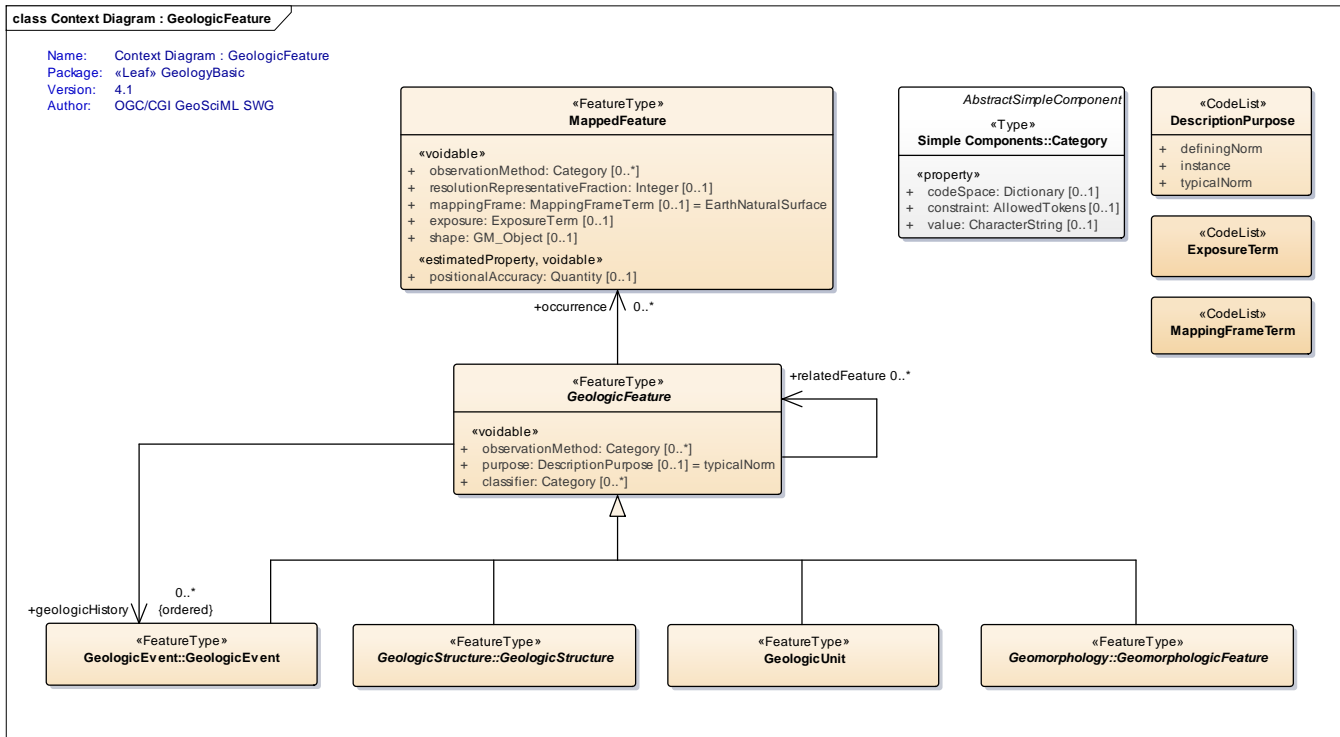 class Context Diagram : GeologicFeature
Name: Context Diagram : GeologicFeature
Package: «Leaf» GeologyBasic
Version: 4.1
Author: OGC/CGI GeoSciML SWG
«FeatureType»
MappedFeature
«voidable»
+ observationMethod: Category [0..*]
+ resolutionRepresentativeFraction: Integer [0..1]
+ mappingFrame: MappingFrameTerm [0..1] = EarthNaturalSurface
+ exposure: ExposureTerm [0..1]
+ shape: GM_Object [0..1]
«estimatedProperty, voidable»
+ positionalAccuracy: Quantity [0..1]
AbstractSimpleComponent
«Type»
Simple Components::Category
«property»
+ codeSpace: Dictionary [0..1]
+ constraint: AllowedTokens [0..1]
+ value: CharacterString [0..1]
«CodeList»
DescriptionPurpose
+ definingNorm
+ instance
+ typicalNorm
«CodeList»
ExposureTerm
«CodeList»
MappingFrameTerm
+occurrence 0..*
«FeatureType»
GeologicFeature
«voidable»
+ observationMethod: Category [0..*]
+ purpose: DescriptionPurpose [0..1] = typicalNorm
+ classifier: Category [0..*]
+relatedFeature 0..*
0..*
+geologicHistory {ordered}
«FeatureType»
GeologicEvent::GeologicEvent
«FeatureType»
GeologicStructure::GeologicStructure
«FeatureType»
GeologicUnit
«FeatureType»
Geomorphology::GeomorphologicFeature